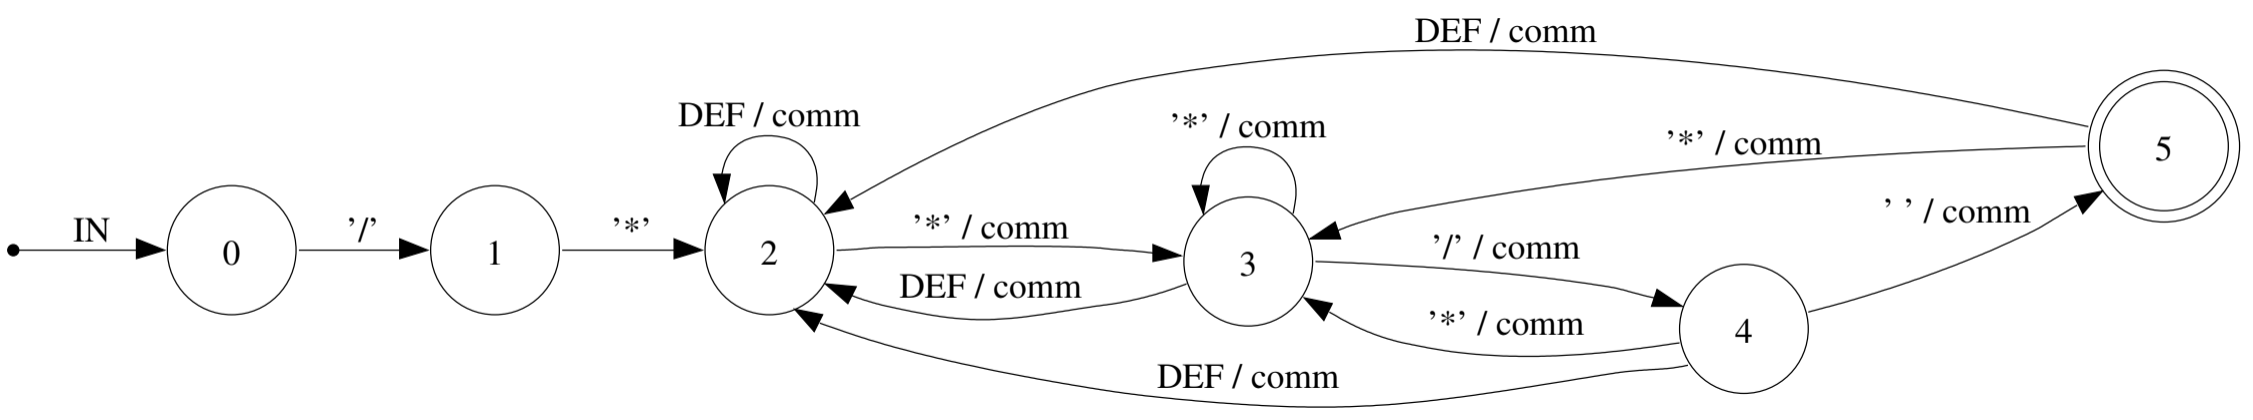 DEF / comm
DEF / comm
'*' / comm
'*' / comm
5
IN
'/'
'*'
' ' / comm
0
1
2
'*' / comm
3
'/' / comm
DEF / comm
'*' / comm
4
DEF / comm